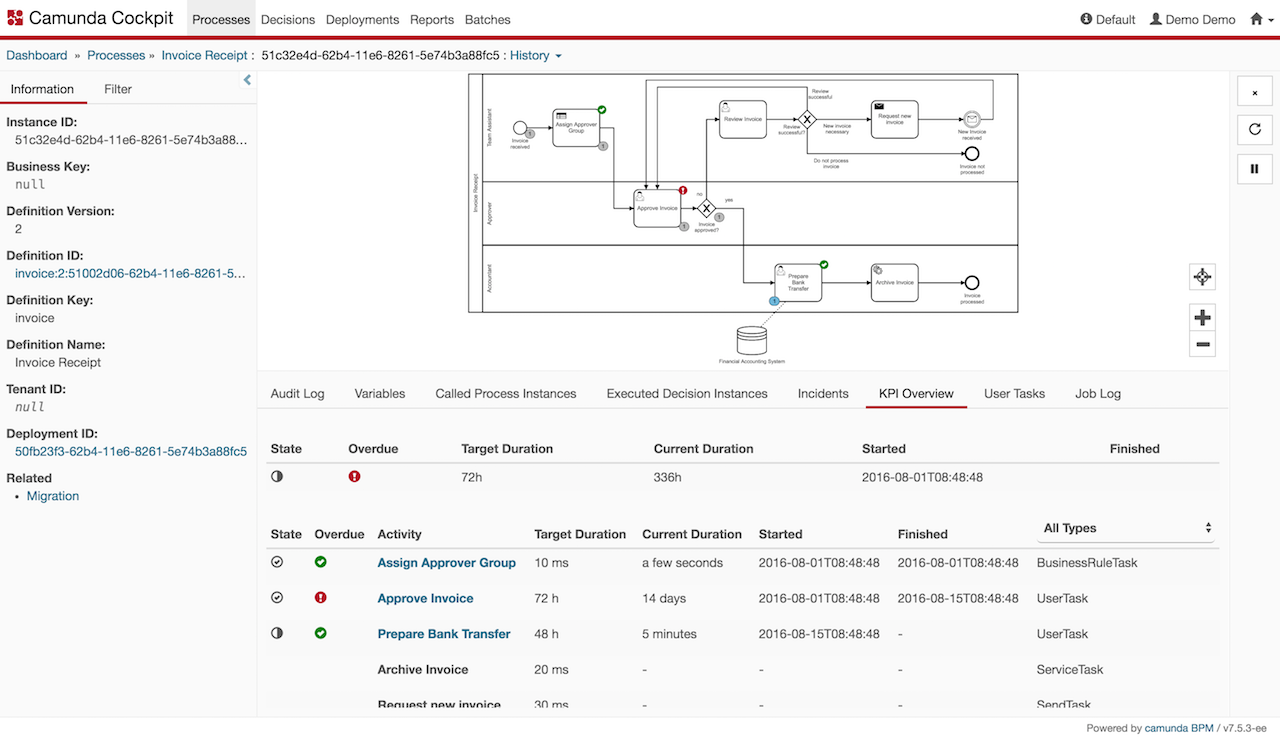 Camunda Cockpit Processes Decisions Deployments Reports Batches Default Demo Demo
Dashboard » Processes » Invoice Receipt : 51c32e4d-62b4-11e6-8261-5e74b3a88fc5 : History
Information Filter
Instance ID:
51c32e4d-62b4-11e6-8261-5e74b3a88...
Business Key:
null
Definition Version:
2
Definition ID:
invoice:2:51002d06-62b4-11e6-8261-5...
Definition Key:
invoice
Definition Name:
Invoice Receipt
Tenant ID:
null
Deployment ID:
50fb23f3-62b4-11e6-8261-5e74b3a88fc5
Related
• Migration
Invoice Receipt
Team Assistant
Invoice
received
1
Assign Approver
Group
1
Review Invoice
Review
successful?
Review
successful
New invoice
necessary
Request new
invoice
New invoice
received
Do not process
invoice
Invoice not
processed
Approver
Approve Invoice
1
no
yes
Invoice
approved?
1
Accountant
Prepare
Bank
Transfer
1
Archive Invoice
Invoice
processed
Financial Accounting System
Audit Log Variables Called Process Instances Executed Decision Instances Incidents KPI Overview User Tasks Job Log
State Overdue Target Duration Current Duration Started Finished
72h 336h 2016-08-01T08:48:48
State Overdue Activity Target Duration Current Duration Started Finished All Types
Assign Approver Group 10 ms a few seconds 2016-08-01T08:48:48 2016-08-01T08:48:48 BusinessRuleTask
Approve Invoice 72 h 14 days 2016-08-01T08:48:48 2016-08-15T08:48:48 UserTask
Prepare Bank Transfer 48 h 5 minutes 2016-08-15T08:48:48 - UserTask
Archive Invoice 20 ms - - - ServiceTask
Request new invoice 30 ms - - - SendTask
Powered by camunda BPM / v7.5.3-ee